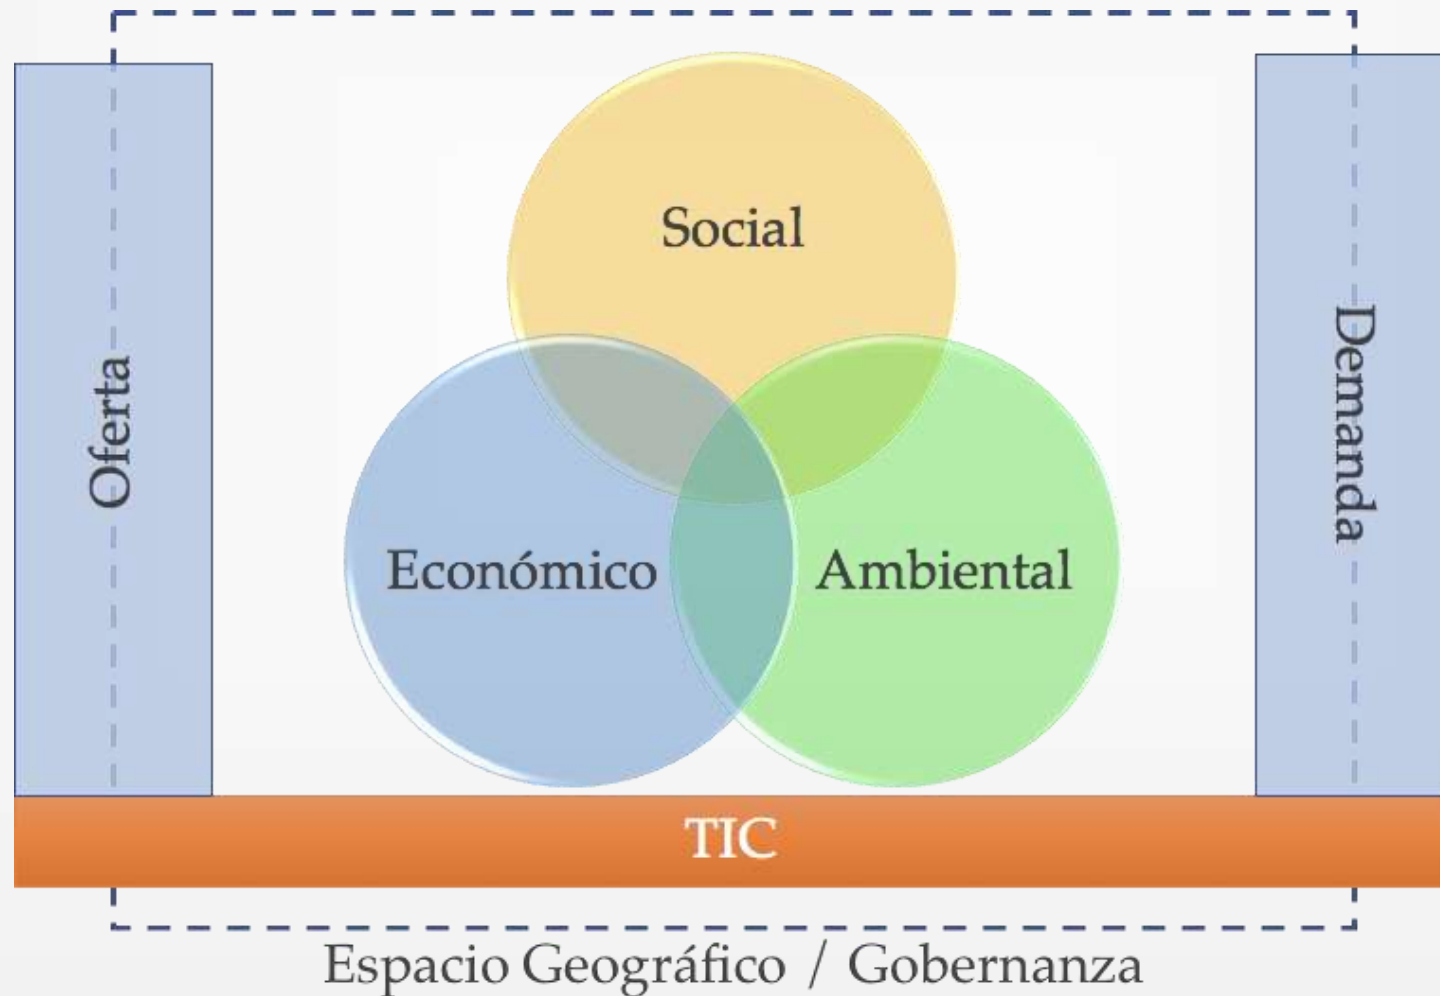 Social
Oferta
Demanda
Económico
Ambiental
TIC
Espacio Geográfico / Gobernanza